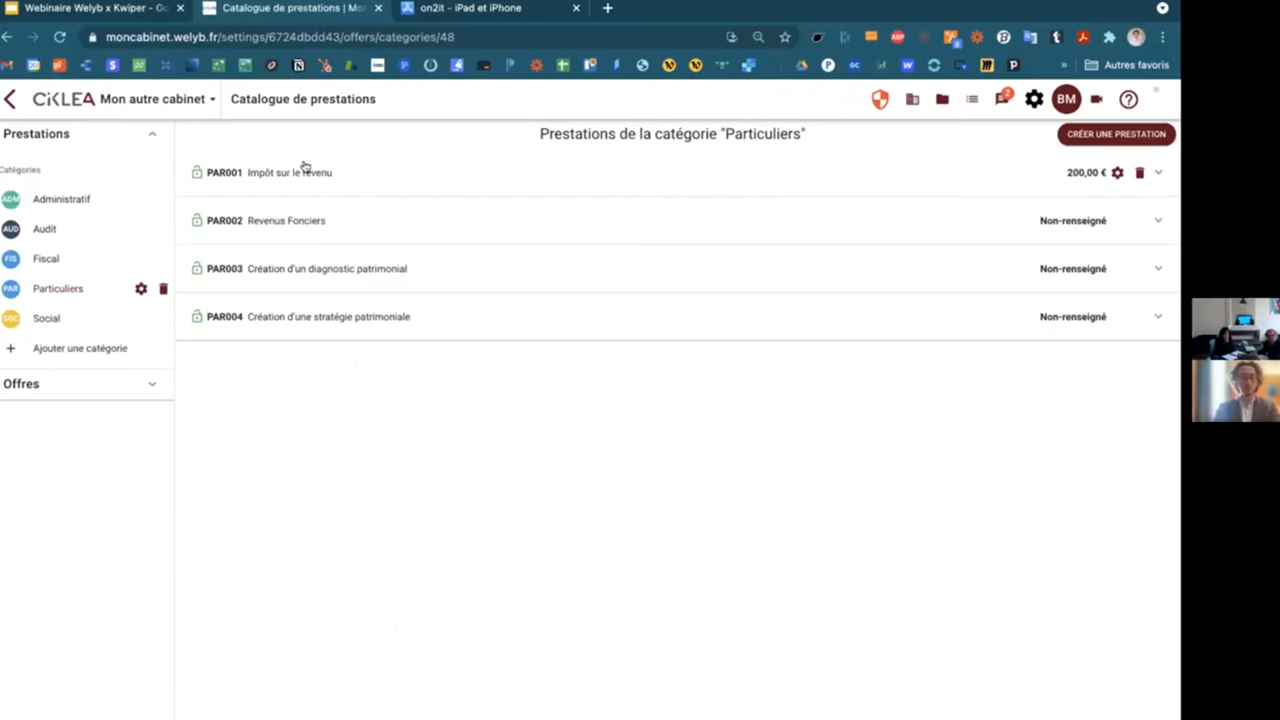 Webinaire Welyb x Kwiper - Go
Catalogue de prestations | Mon
on2it - iPad et iPhone
moncabinet.welyb.fr/settings/6724dbdd43/offers/categories/48
Autres favoris
CiKLEA Mon autre cabinet
Catalogue de prestations
2
BM
Prestations
Prestations de la catégorie "Particuliers"
CRÉER UNE PRESTATION
Catégories
ADM Administratif
AUD Audit
FIS Fiscal
PAR Particuliers
SOC Social
Ajouter une catégorie
Offres
PAR001 Impôt sur le revenu 200,00 €
PAR002 Revenus Fonciers Non-renseigné
PAR003 Création d'un diagnostic patrimonial Non-renseigné
PAR004 Création d'une stratégie patrimoniale Non-renseigné